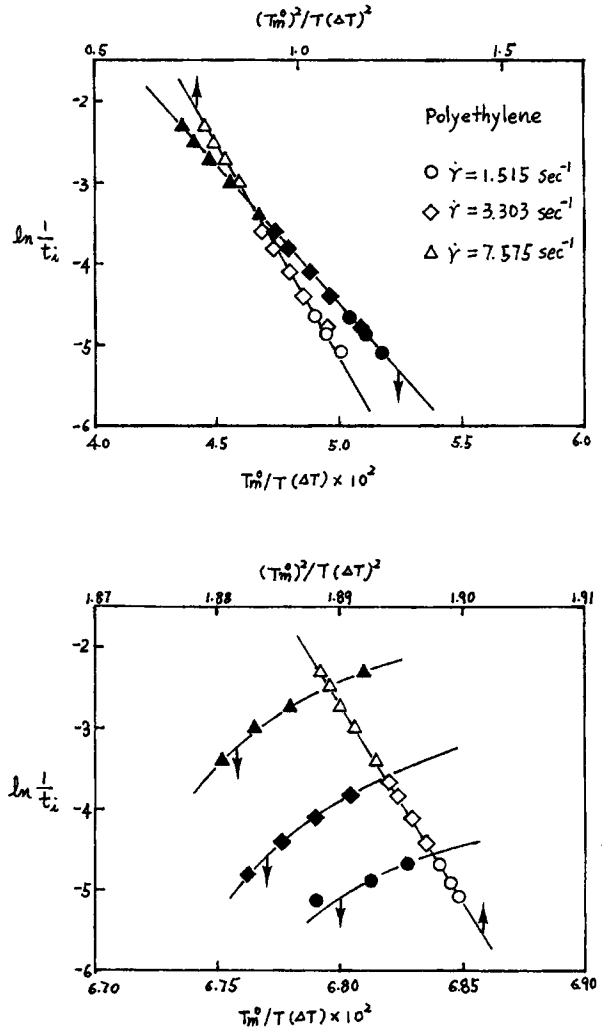 (Tm°)²/T(ΔT)²
0.5 1.0 1.5
-2
-3
-4
-5
-6
ln 1/ti
Polyethylene
○ γ̇=1.515 sec⁻¹
◇ γ̇=3.303 sec⁻¹
△ γ̇=7.575 sec⁻¹
4.0 4.5 5.0 5.5 6.0
Tm°/T(ΔT)×10²
(Tm°)²/T(ΔT)²
1.87 1.88 1.89 1.90 1.91
-2
-3
-4
-5
-6
ln 1/ti
6.70 6.75 6.80 6.85 6.90
Tm°/T(ΔT)×10²